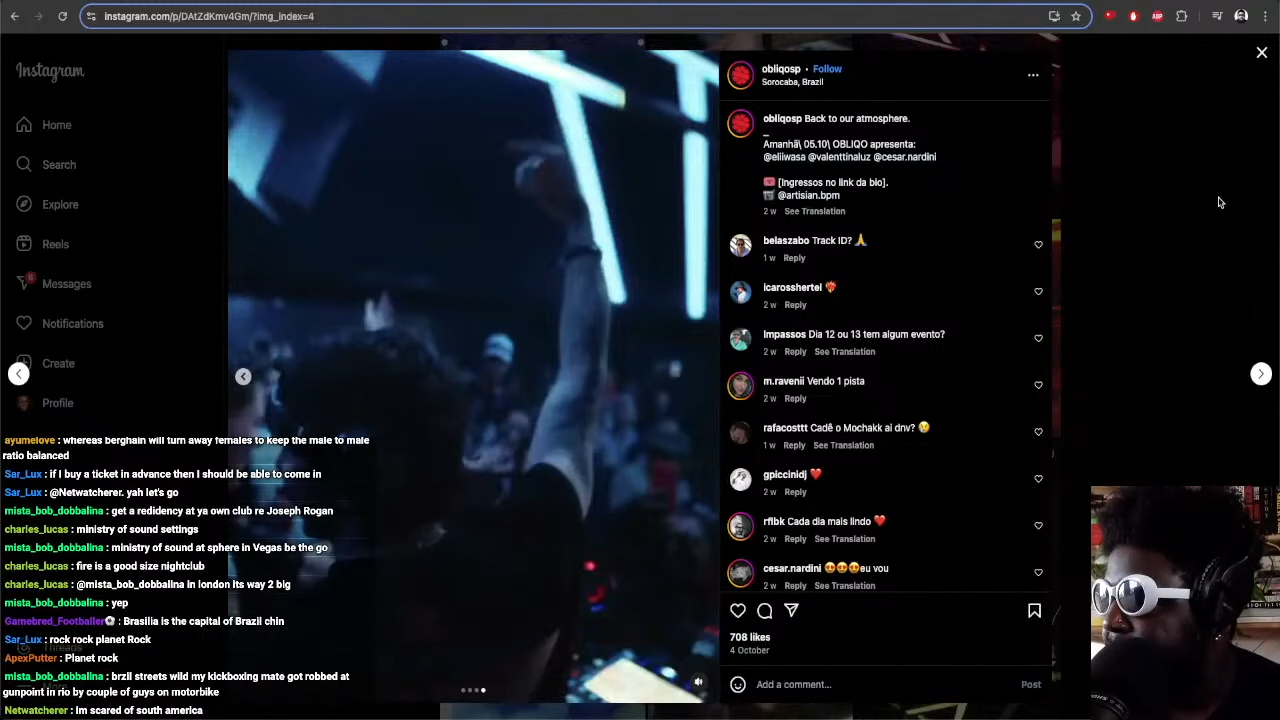 instagram.com/p/DAtZdKmv4Gm/?img_index=4
ABP
Instagram
Home
Search
Explore
Reels
6
Messages
Notifications
Create
Profile
Threads
obliqosp · Follow
Sorocaba, Brazil
obliqosp Back to our atmosphere.
_
Amanhã\ 05.10\ OBLIQO apresenta:
@eliiwasa @valenttinaluz @cesar.nardini
[Ingressos no link da bio].
@artisian.bpm
2 w See Translation
belaszabo Track ID?
1 w Reply
icarosshertel
2 w Reply
lmpassos Dia 12 ou 13 tem algum evento?
2 w Reply See Translation
m.ravenii Vendo 1 pista
2 w Reply
rafacosttt Cadê o Mochakk ai dnv?
1 w Reply See Translation
gpiccinidj
2 w Reply
rflbk Cada dia mais lindo
2 w Reply See Translation
cesar.nardini eu vou
2 w Reply See Translation
708 likes
4 October
Add a comment...
Post
ayumelove : whereas berghain will turn away females to keep the male to male
ratio balanced
Sar_Lux : if I buy a ticket in advance then I should be able to come in
Sar_Lux : @Netwatcherer. yah let's go
mista_bob_dobbalina : get a redidency at ya own club re Joseph Rogan
charles_lucas : ministry of sound settings
mista_bob_dobbalina : ministry of sound at sphere in Vegas be the go
charles_lucas : fire is a good size nightclub
charles_lucas : @mista_bob_dobbalina in london its way 2 big
mista_bob_dobbalina : yep
Gamebred_Footballer : Brasilia is the capital of Brazil chin
Sar_Lux : rock rock planet Rock
ApexPutter : Planet rock
mista_bob_dobbalina : brzil streets wild my kickboxing mate got robbed at
gunpoint in rio by couple of guys on motorbike
Netwatcherer : im scared of south america